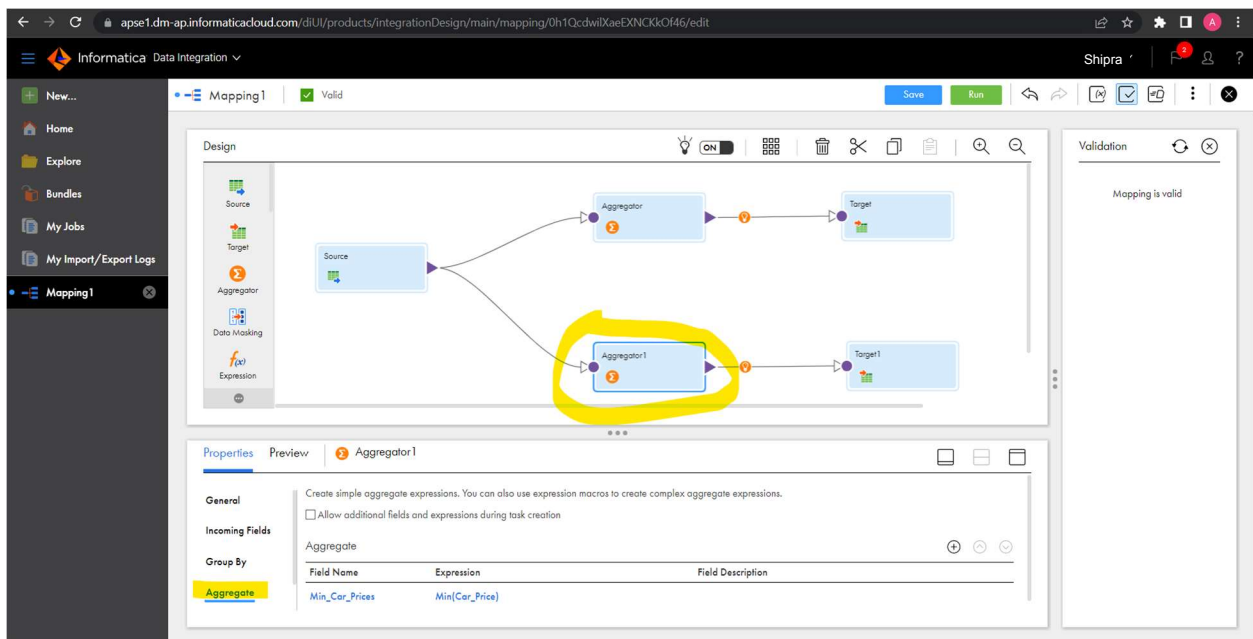 apse1.dm-ap.informaticacloud.com/diUI/products/integrationDesign/main/mapping/0h1QcdwilXaeEXNCKkOf46/edit
A
Informatica Data Integration
Shipra
2
?
New...
Home
Explore
Bundles
My Jobs
My Import/Export Logs
Mapping1
Mapping1
Valid
Save
Run
Design
ON
Source
Target
Aggregator
Data Masking
f(x)
Expression
Source
Aggregator
Target
Aggregator1
Target1
Validation
Mapping is valid
Properties Preview Aggregator1
General
Incoming Fields
Group By
Aggregate
Create simple aggregate expressions. You can also use expression macros to create complex aggregate expressions.
Allow additional fields and expressions during task creation
Aggregate
Field Name Expression Field Description
Min_Car_Prices Min(Car_Price)